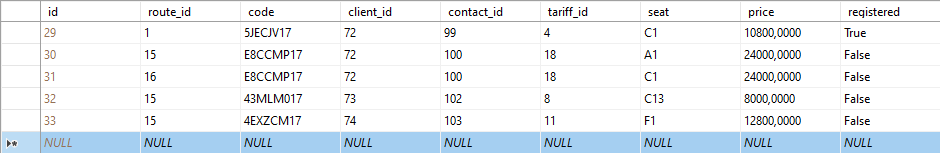 id route_id code client_id contact_id tariff_id seat price registered
29 1 5JECJV17 72 99 4 C1 10800,0000 True
30 15 E8CCMP17 72 100 18 A1 24000,0000 False
31 16 E8CCMP17 72 100 18 C1 24000,0000 False
32 15 43MLM017 73 102 8 C13 8000,0000 False
33 15 4EXZCM17 74 103 11 F1 12800,0000 False
NULL NULL NULL NULL NULL NULL NULL NULL NULL